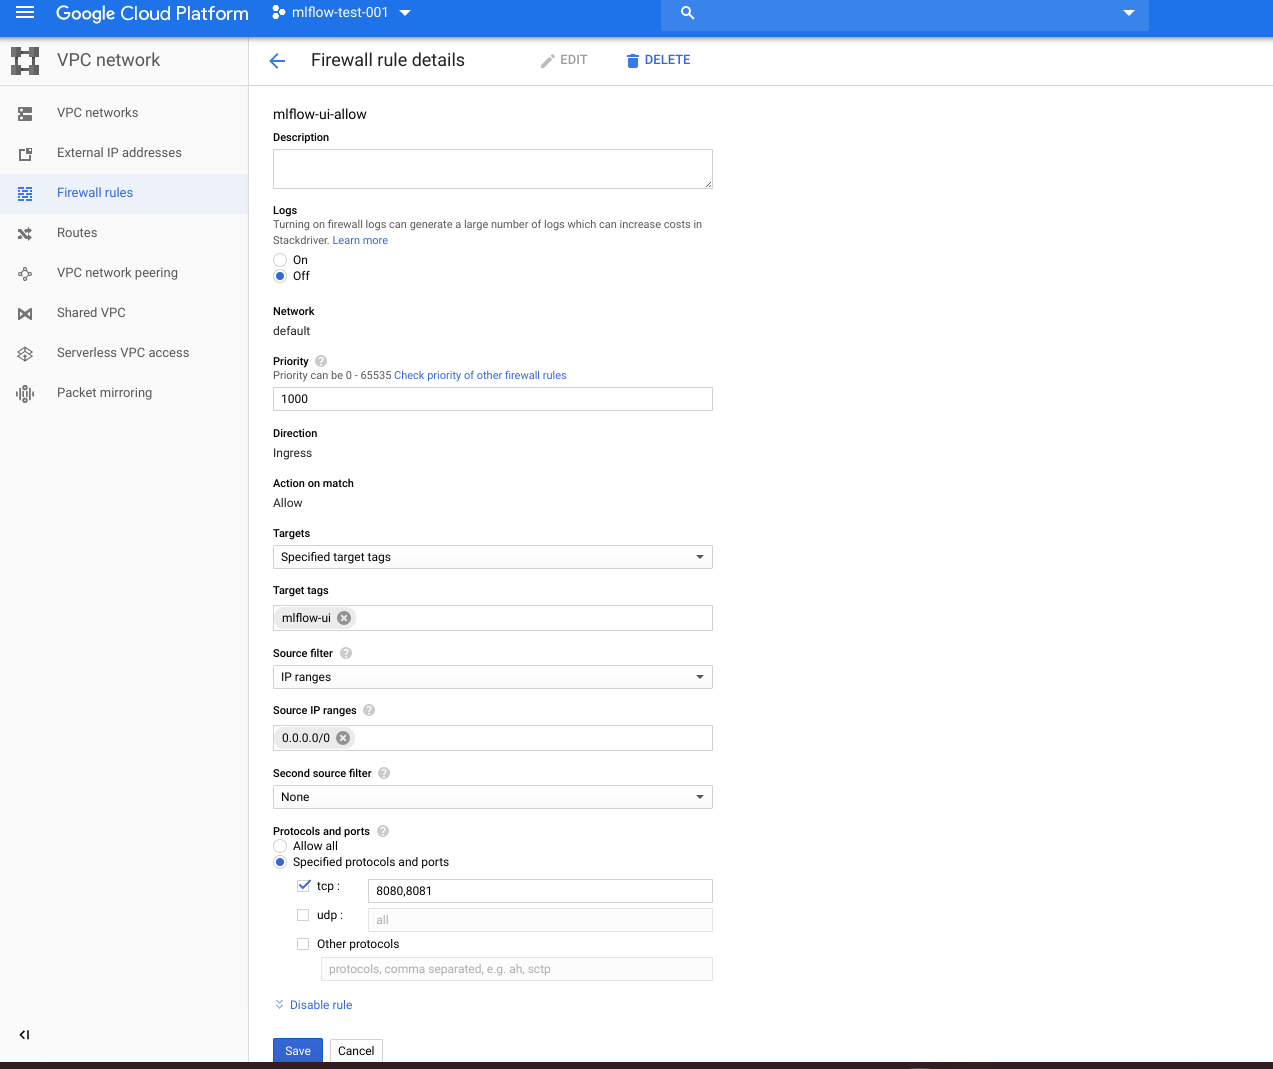 Google Cloud Platform
mlflow-test-001
VPC network
Firewall rule details
EDIT
DELETE
VPC networks
External IP addresses
Firewall rules
Routes
VPC network peering
Shared VPC
Serverless VPC access
Packet mirroring
mlflow-ui-allow
Description
Logs
Turning on firewall logs can generate a large number of logs which can increase costs in
Stackdriver. Learn more
On
Off
Network
default
Priority
Priority can be 0 - 65535 Check priority of other firewall rules
1000
Direction
Ingress
Action on match
Allow
Targets
Specified target tags
Target tags
mlflow-ui
Source filter
IP ranges
Source IP ranges
0.0.0.0/0
Second source filter
None
Protocols and ports
Allow all
Specified protocols and ports
tcp :
8080,8081
udp :
all
Other protocols
protocols, comma separated, e.g. ah, sctp
Disable rule
Save
Cancel